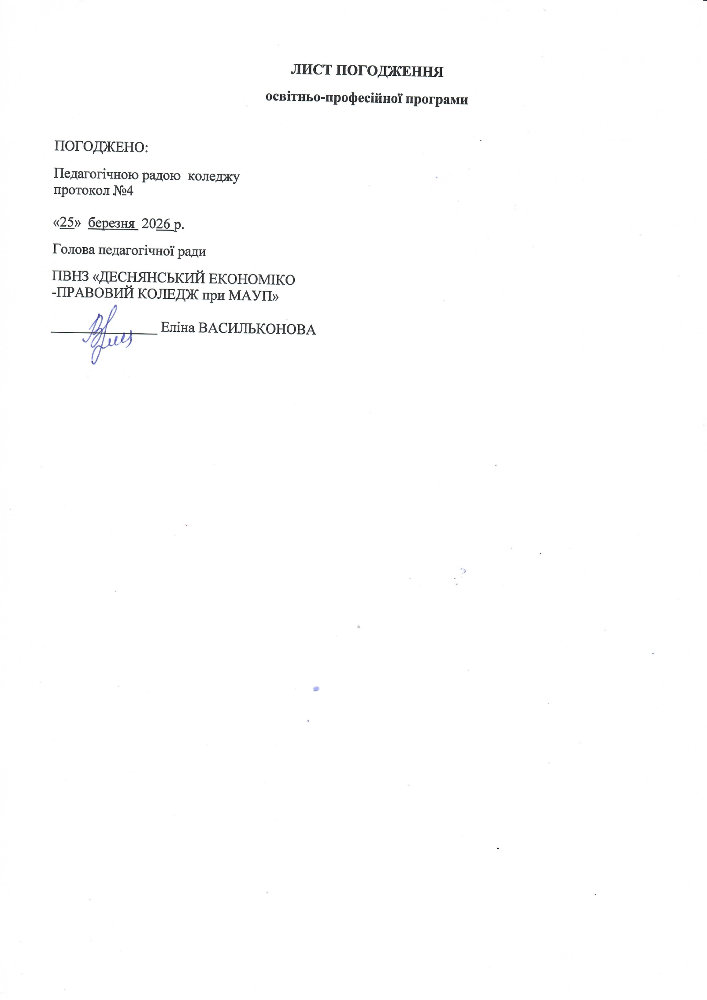 ЛИСТ ПОГОДЖЕННЯ
освітньо-професійної програми
ПОГОДЖЕНО:
Педагогічною радою коледжу
протокол №4
«25» березня 2026 р.
Голова педагогічної ради
ПВНЗ «ДЕСНЯНСЬКИЙ ЕКОНОМІКО
-ПРАВОВИЙ КОЛЕДЖ при МАУП»
_______________ Еліна ВАСИЛЬКОНОВА